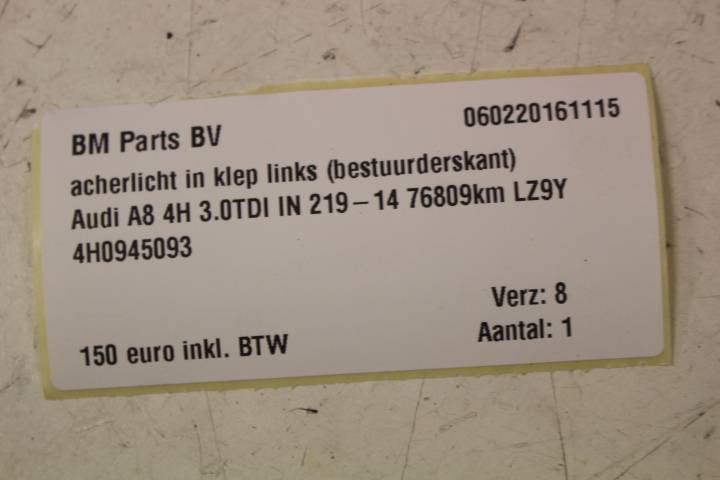 BM Parts BV 060220161115
acherlicht in klep links (bestuurderskant)
Audi A8 4H 3.0TDI IN 219-14 76809km LZ9Y
4H0945093
Verz: 8
150 euro inkl. BTW Aantal: 1